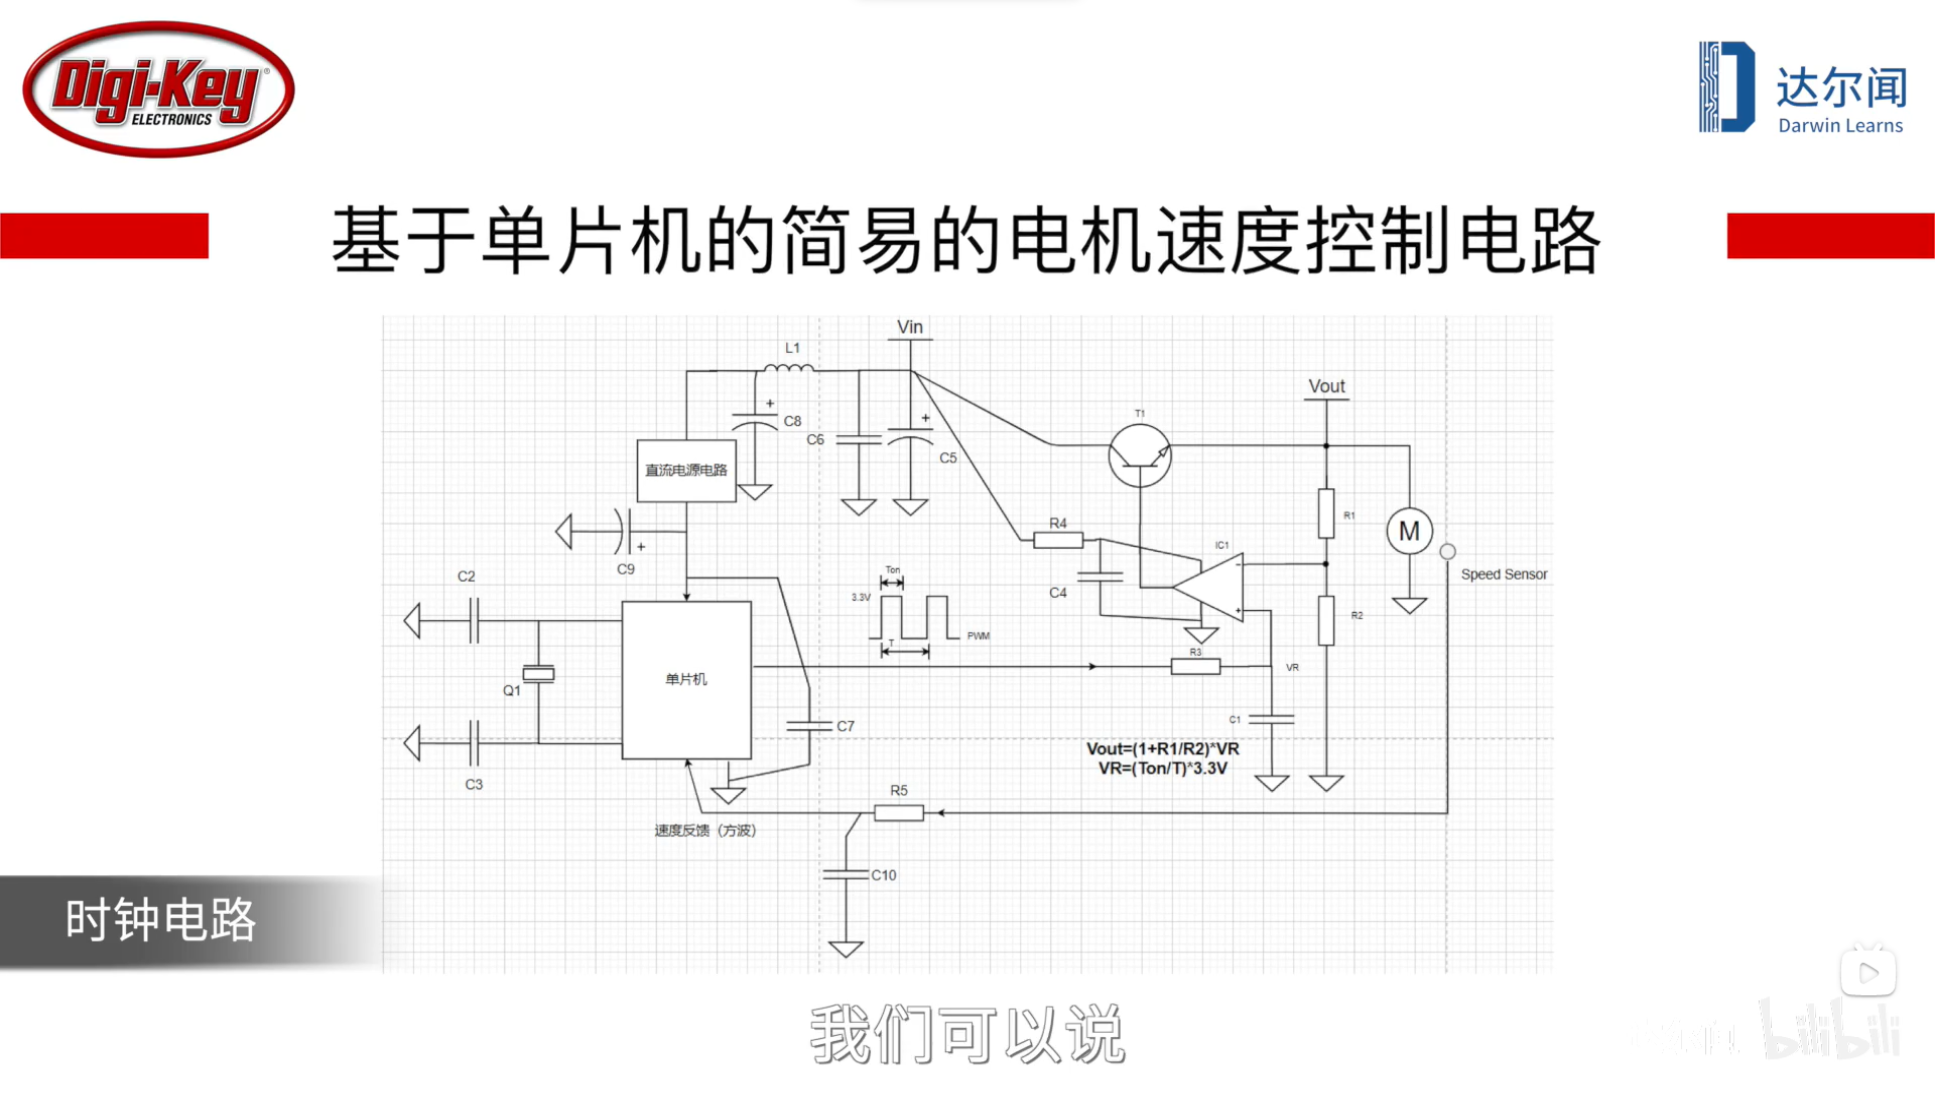 Digi-Key
ELECTRONICS
达尔闻
Darwin Learns
基于单片机的简易的电机速度控制电路
Vin
L1
Vout
+
C8
C6
+
C5
T1
直流电源电路
R4
IC1
R1
M
C9
+
Speed Sensor
C2
Ton
3.3V
C4
-
+
R2
T
PWM
R3
VR
Q1
单片机
C7
C1
Vout=(1+R1/R2)*VR
VR=(Ton/T)*3.3V
C3
R5
速度反馈（方波）
C10
时钟电路
我们可以说
bilibili